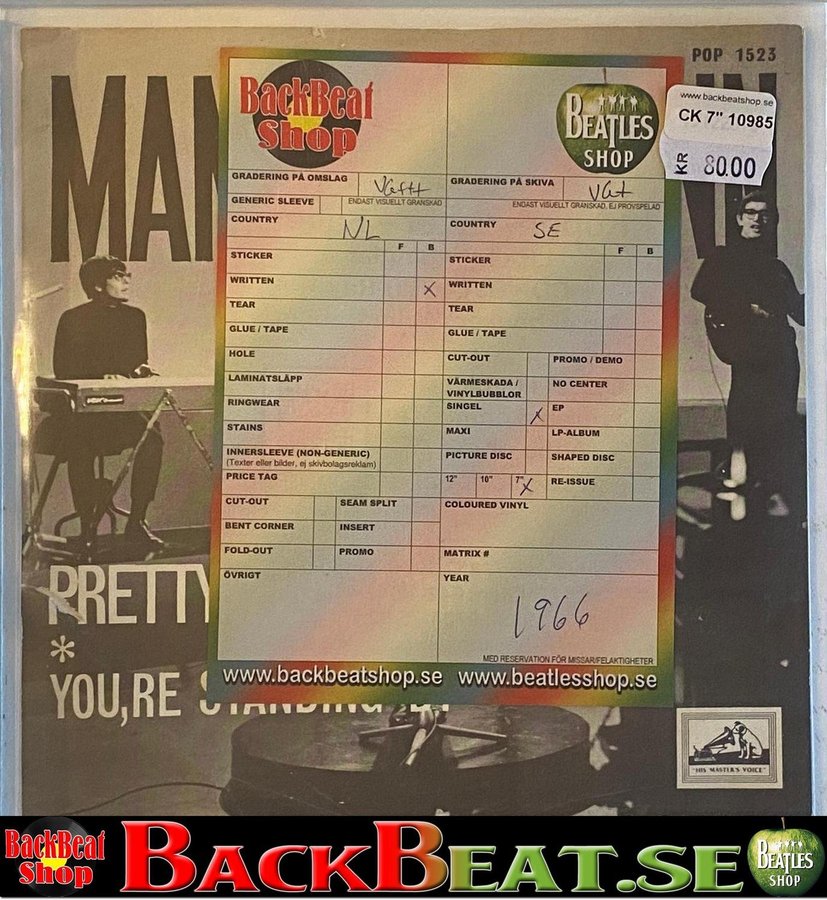 POP 1523
MAN
BackBeat
Shop
BEATLES
SHOP
www.backbeatshop.se
CK 7" 10985
KR 80.00
GRADERING PÅ OMSLAG
GRADERING PÅ SKIVA
GENERIC SLEEVE
ENDAST VISUELLT GRANSKAD
ENDAST VISUELLT GRANSKAD, EJ PROVSPELAD
COUNTRY NL
COUNTRY SE
F B
F B
STICKER
STICKER
WRITTEN X
WRITTEN
TEAR
TEAR
GLUE / TAPE
GLUE / TAPE
HOLE
CUT-OUT
PROMO / DEMO
LAMINATSLÄPP
VÄRMESKADA /
VINYLBUBBLOR
NO CENTER
RINGWEAR
SINGEL X
EP
STAINS
MAXI
LP-ALBUM
INNERSLEEVE (NON-GENERIC)
(Texter eller bilder, ej skivbolagsreklam)
PICTURE DISC
SHAPED DISC
PRICE TAG
12" 10" 7" X
RE-ISSUE
CUT-OUT
SEAM SPLIT
COLOURED VINYL
BENT CORNER
INSERT
FOLD-OUT
PROMO
MATRIX #
ÖVRIGT
YEAR
1966
MED RESERVATION FÖR MISSAR/FELAKTIGHETER
www.backbeatshop.se www.beatlesshop.se
PRETTY
*
YOU,RE STANDING BY
"HIS MASTER'S VOICE"
BackBeat
Shop
BACKBEAT.SE
BEATLES
SHOP